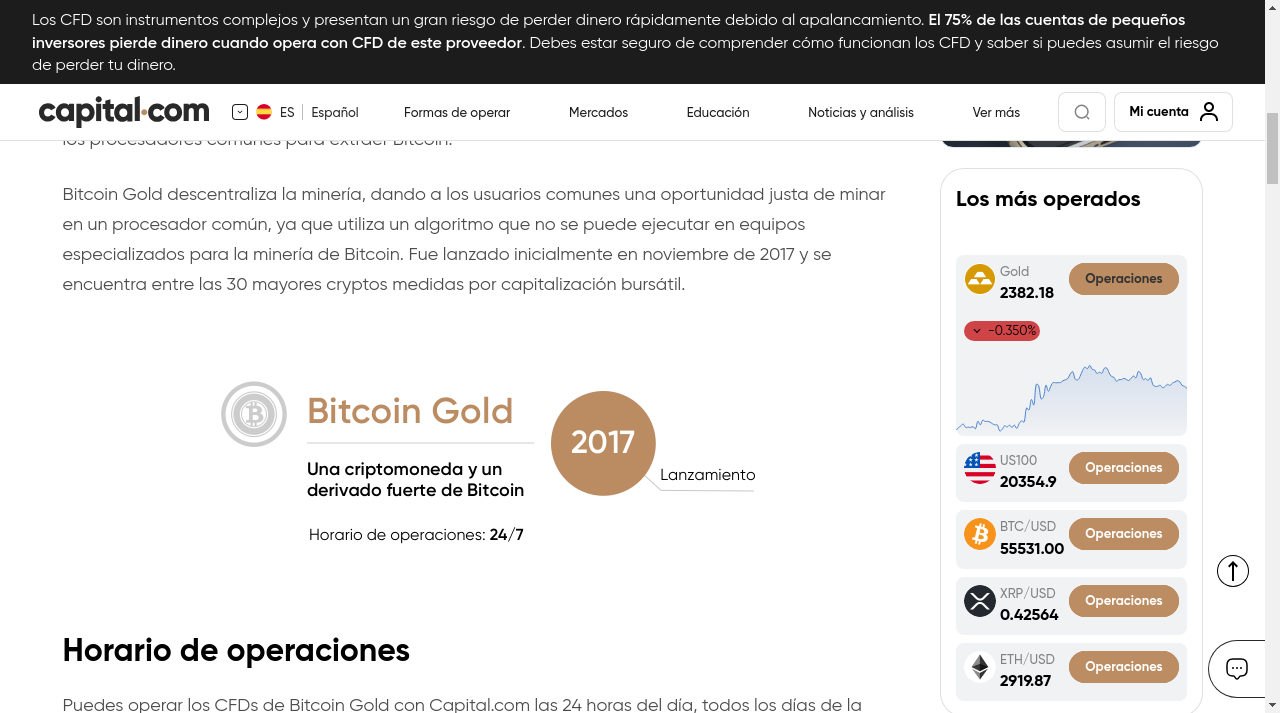 Los CFD son instrumentos complejos y presentan un gran riesgo de perder dinero rápidamente debido al apalancamiento. El 75% de las cuentas de pequeños
inversores pierde dinero cuando opera con CFD de este proveedor. Debes estar seguro de comprender cómo funcionan los CFD y saber si puedes asumir el riesgo
de perder tu dinero.
capital.com
ES
Español
Formas de operar
Mercados
Educación
Noticias y análisis
Ver más
Mi cuenta
los procesadores comunes para extraer Bitcoin.
Bitcoin Gold descentraliza la minería, dando a los usuarios comunes una oportunidad justa de minar
en un procesador común, ya que utiliza un algoritmo que no se puede ejecutar en equipos
especializados para la minería de Bitcoin. Fue lanzado inicialmente en noviembre de 2017 y se
encuentra entre las 30 mayores cryptos medidas por capitalización bursátil.
Bitcoin Gold
Una criptomoneda y un
derivado fuerte de Bitcoin
Horario de operaciones: 24/7
2017
Lanzamiento
Horario de operaciones
Puedes operar los CFDs de Bitcoin Gold con Capital.com las 24 horas del día, todos los días de la
Los más operados
Gold
2382.18
Operaciones
-0.350%
US100
20354.9
Operaciones
BTC/USD
55531.00
Operaciones
XRP/USD
0.42564
Operaciones
ETH/USD
2919.87
Operaciones